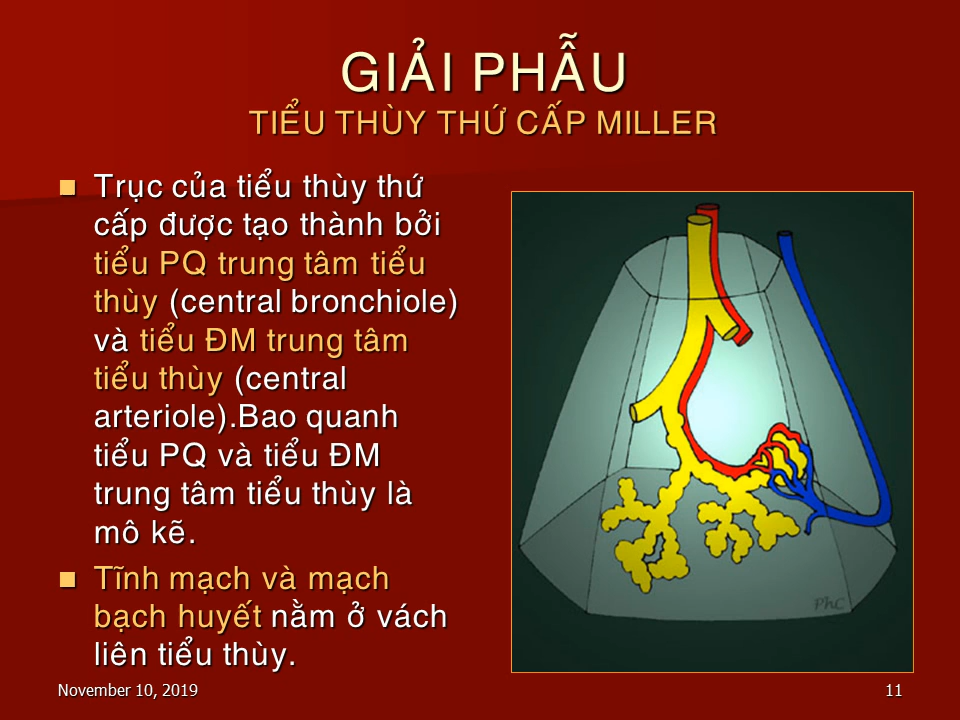 GIẢI PHẪU
TIỂU THÙY THỨ CẤP MILLER
Trục của tiểu thùy thứ
cấp được tạo thành bởi
tiểu PQ trung tâm tiểu
thùy (central bronchiole)
và tiểu ĐM trung tâm
tiểu thùy (central
arteriole).Bao quanh
tiểu PQ và tiểu ĐM
trung tâm tiểu thùy là
mô kẽ.
Tĩnh mạch và mạch
bạch huyết nằm ở vách
liên tiểu thùy.
PhC
November 10, 2019
11